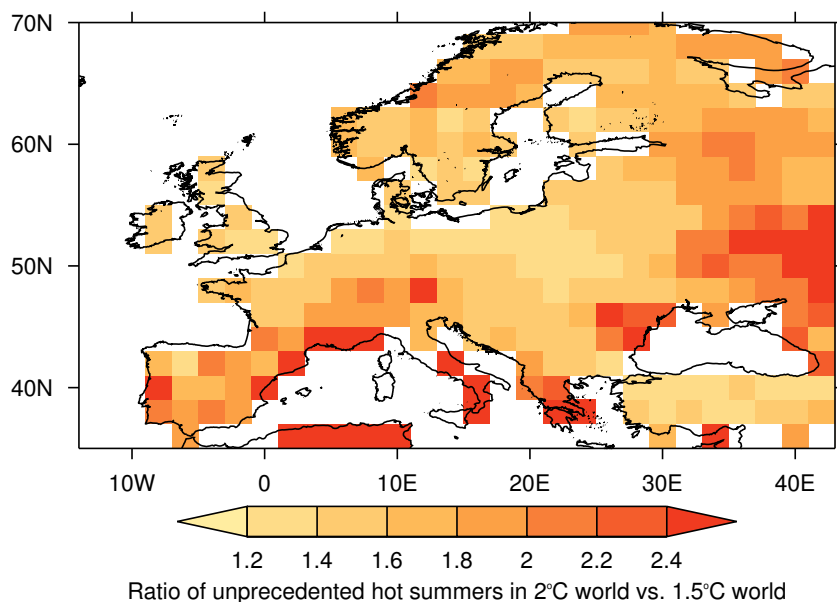 70N
60N
50N
40N
10W 0 10E 20E 30E 40E
1.2 1.4 1.6 1.8 2 2.2 2.4
Ratio of unprecedented hot summers in 2°C world vs. 1.5°C world